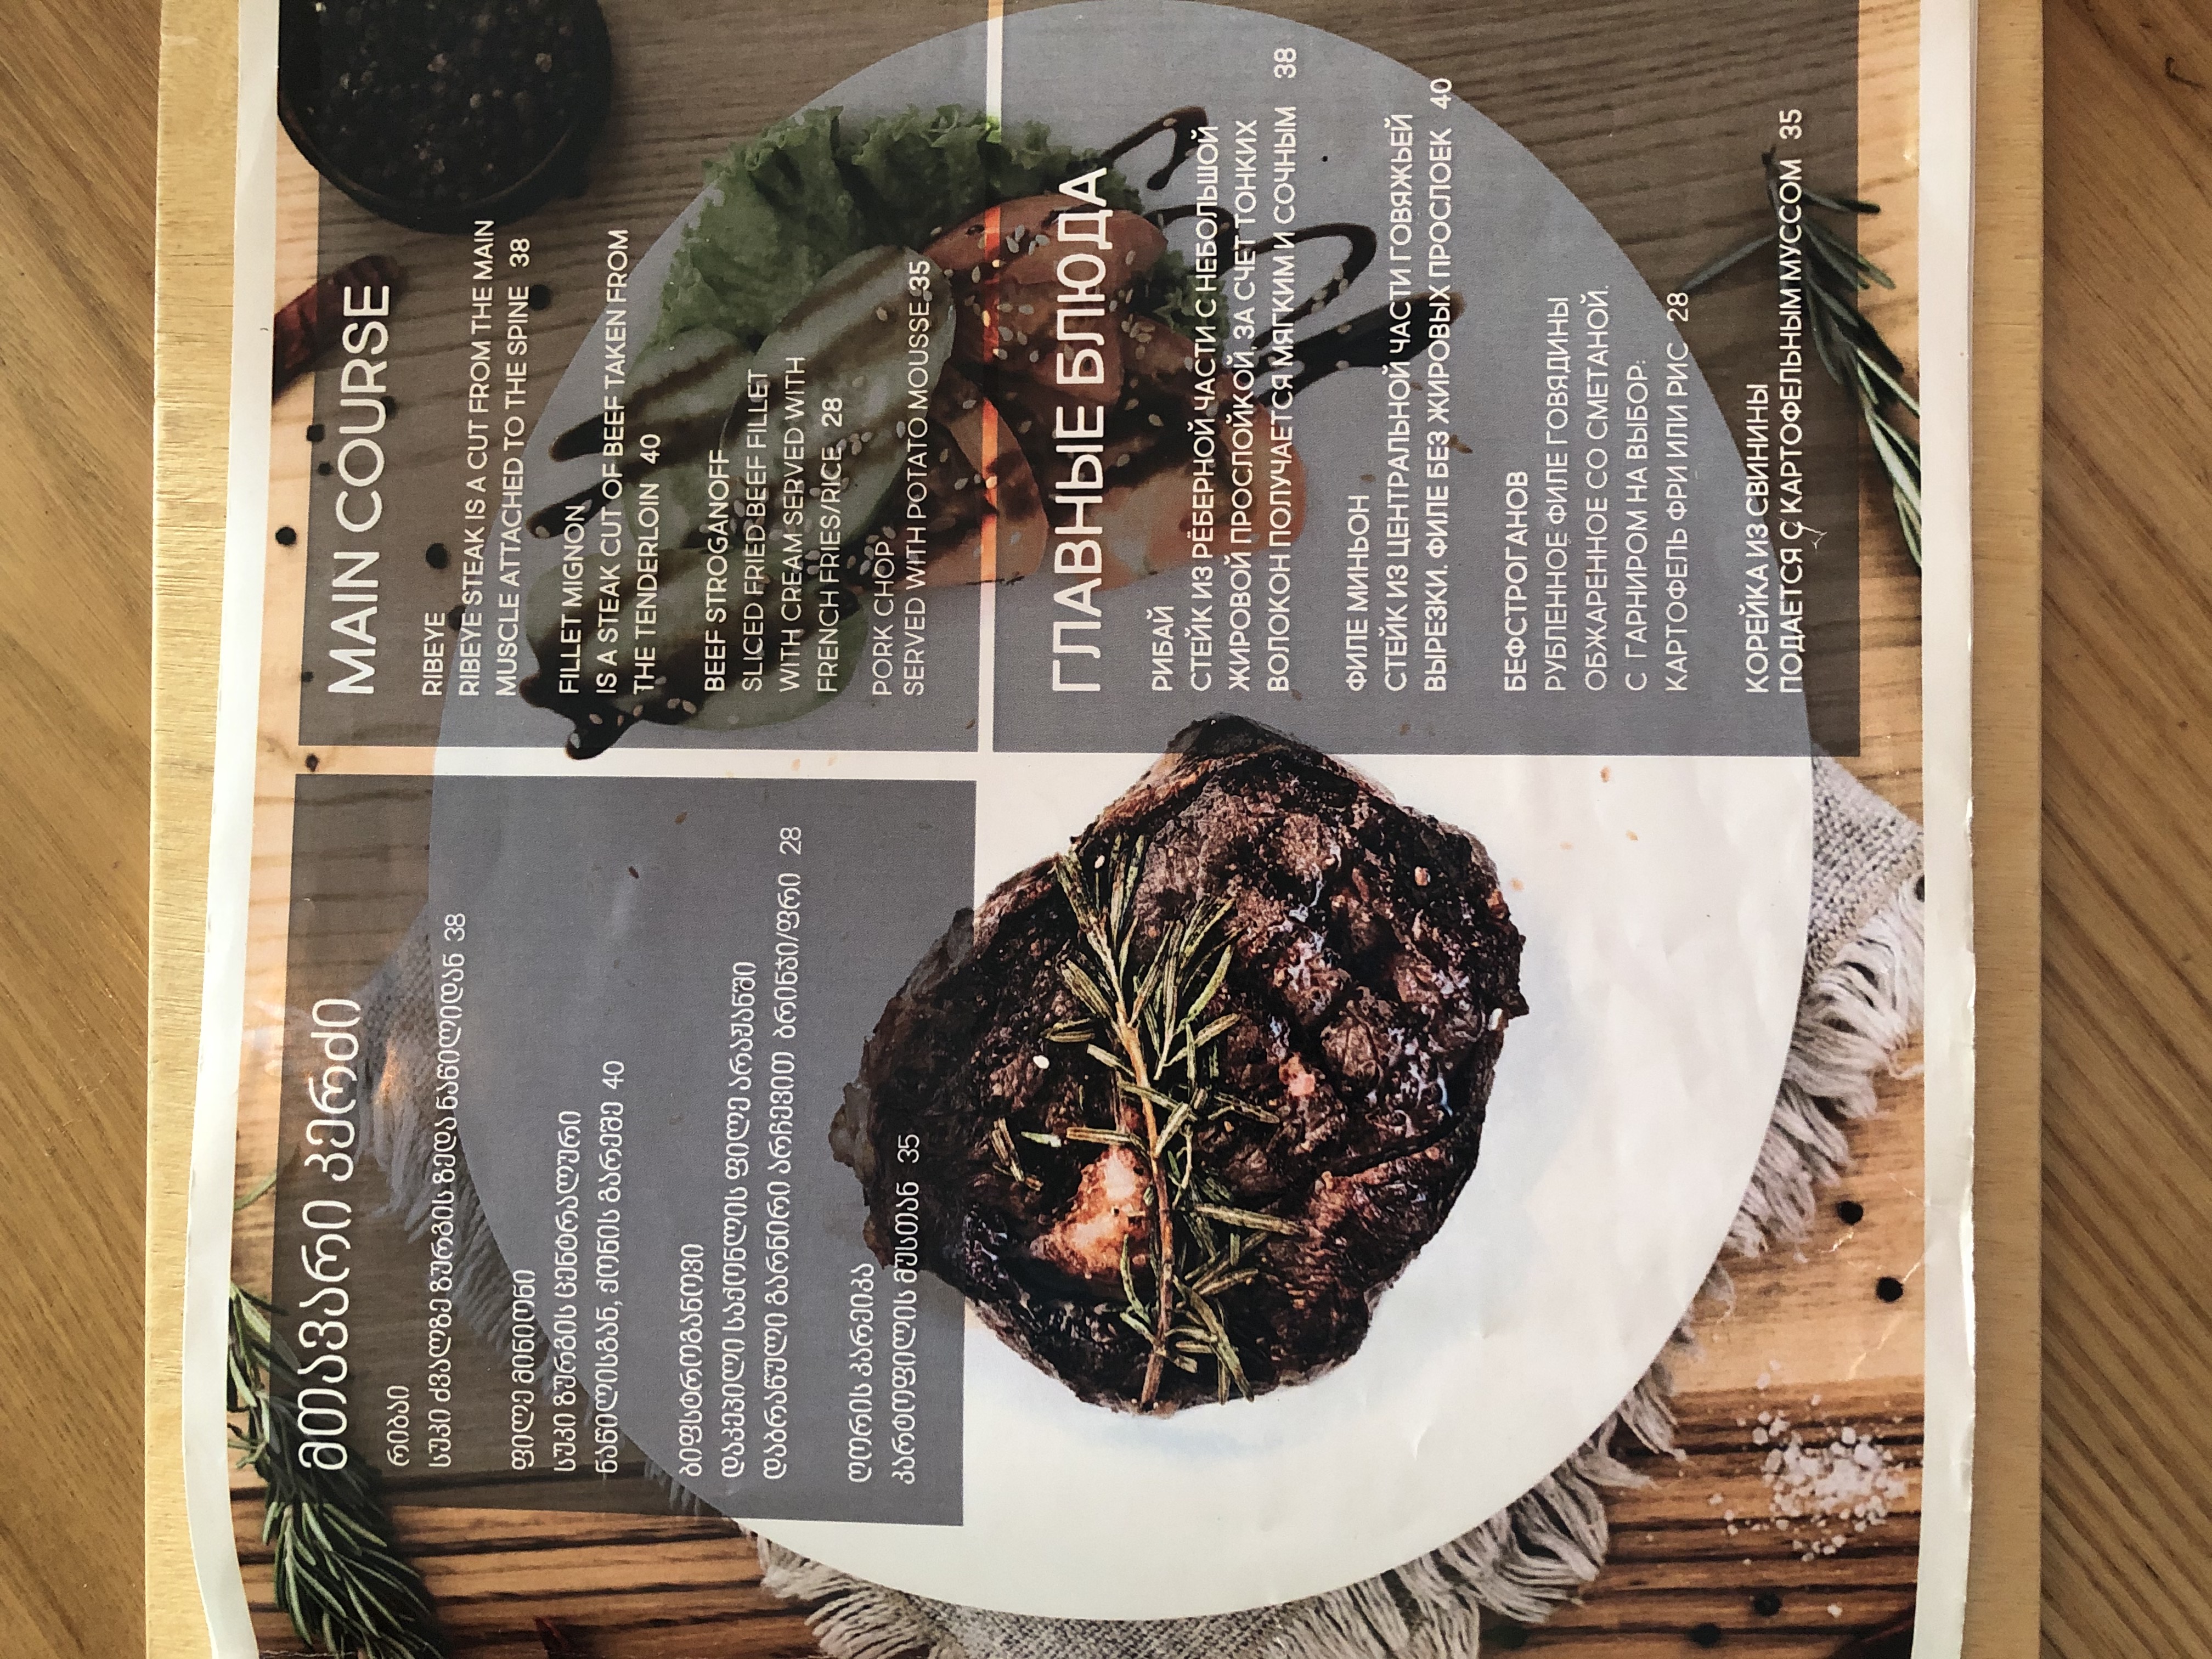 მთავარი კერძი
რიბაი
სუკი ძვალზე ზურგის ზედა ნაწილიდან 38
ფილე მინიონი
სუკი ზურგის ცენტრალური
ნაწილისგან, ქონის გარეშე 40
ბიფსტროგანოვი
დაკეპილი საქონლის ფილე არაჟანში
დაბრაწული გარნირი არჩევით ბრინჯი/ფრი 28
ღორის კარეიკა
კარტოფილის მუსთან 35
MAIN COURSE
RIBEYE
RIBEYE STEAK IS A CUT FROM THE MAIN
MUSCLE ATTACHED TO THE SPINE 38
FILLET MIGNON
IS A STEAK CUT OF BEEF TAKEN FROM
THE TENDERLOIN 40
BEEF STROGANOFF
SLICED FRIED BEEF FILLET
WITH CREAM SERVED WITH
FRENCH FRIES/RICE 28
PORK CHOP
SERVED WITH POTATO MOUSSE 35
ГЛАВНЫЕ БЛЮДА
РИБАЙ
СТЕЙК ИЗ РЁБЕРНОЙ ЧАСТИ С НЕБОЛЬШОЙ
ЖИРОВОЙ ПРОСЛОЙКОЙ, ЗА СЧЕТ ТОНКИХ
ВОЛОКОН ПОЛУЧАЕТСЯ МЯГКИМ И СОЧНЫМ 38
ФИЛЕ МИНЬОН
СТЕЙК ИЗ ЦЕНТРАЛЬНОЙ ЧАСТИ ГОВЯЖЬЕЙ
ВЫРЕЗКИ. ФИЛЕ БЕЗ ЖИРОВЫХ ПРОСЛОЕК 40
БЕФСТРОГАНОВ
РУБЛЕННОЕ ФИЛЕ ГОВЯДИНЫ
ОБЖАРЕННОЕ СО СМЕТАНОЙ.
С ГАРНИРОМ НА ВЫБОР:
КАРТОФЕЛЬ ФРИ ИЛИ РИС 28
КОРЕЙКА ИЗ СВИНИНЫ
ПОДАЕТСЯ С КАРТОФЕЛЬНЫМ МУССОМ 35